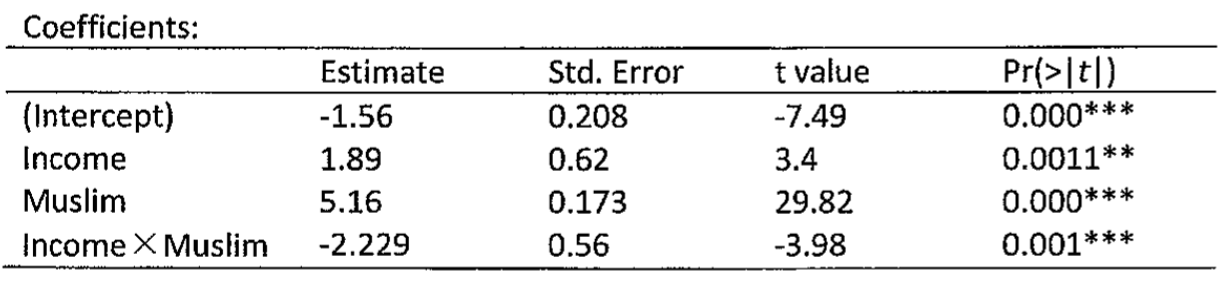 Coefficients:
Estimate Std. Error t value Pr(>|t|)
(Intercept) -1.56 0.208 -7.49 0.000***
Income 1.89 0.62 3.4 0.0011**
Muslim 5.16 0.173 29.82 0.000***
Income×Muslim -2.229 0.56 -3.98 0.001***